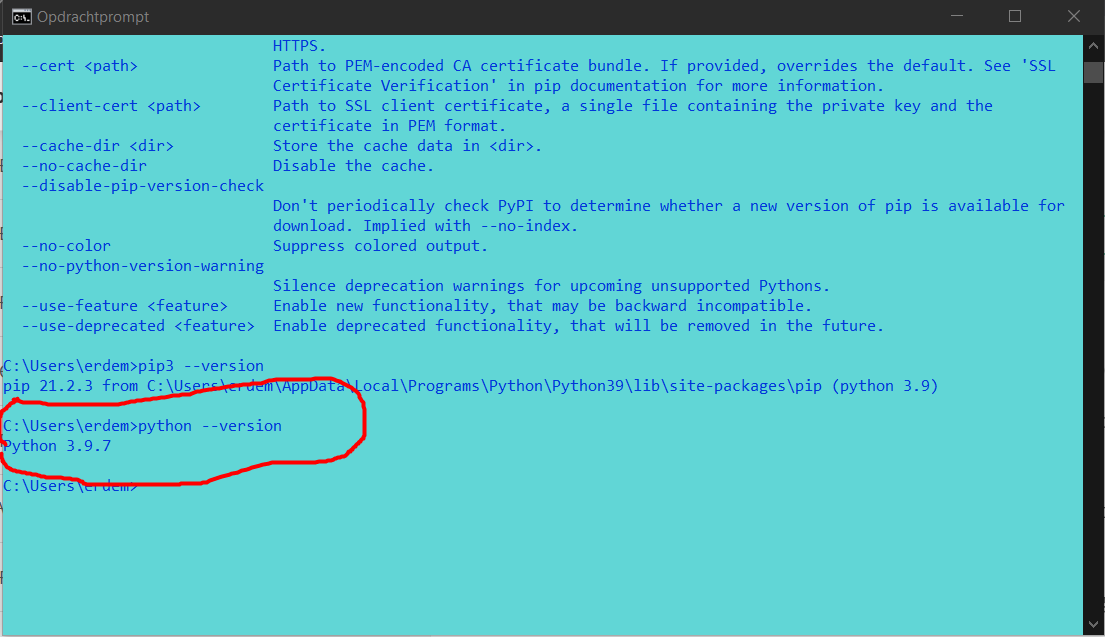 Opdrachtprompt
HTTPS.
--cert <path> Path to PEM-encoded CA certificate bundle. If provided, overrides the default. See 'SSL
Certificate Verification' in pip documentation for more information.
--client-cert <path> Path to SSL client certificate, a single file containing the private key and the
certificate in PEM format.
--cache-dir <dir> Store the cache data in <dir>.
--no-cache-dir Disable the cache.
--disable-pip-version-check
Don't periodically check PyPI to determine whether a new version of pip is available for
download. Implied with --no-index.
--no-color Suppress colored output.
--no-python-version-warning
Silence deprecation warnings for upcoming unsupported Pythons.
--use-feature <feature> Enable new functionality, that may be backward incompatible.
--use-deprecated <feature> Enable deprecated functionality, that will be removed in the future.
C:\Users\erdem>pip3 --version
pip 21.2.3 from C:\Users\erdem\AppData\Local\Programs\Python\Python39\lib\site-packages\pip (python 3.9)
C:\Users\erdem>python --version
Python 3.9.7
C:\Users\erdem>